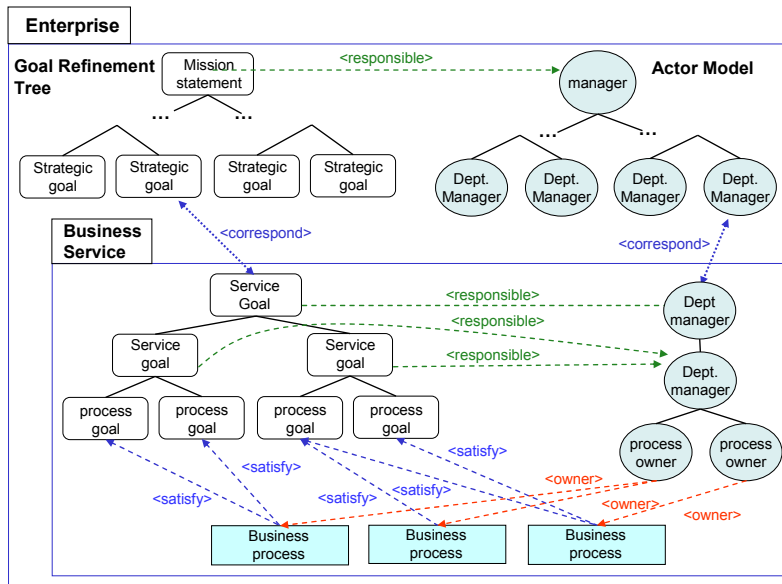 Enterprise
Goal Refinement
Tree
Mission
statement
<responsible>
manager
Actor Model
...
...
...
...
Strategic
goal
Strategic
goal
Strategic
goal
Strategic
goal
Dept.
Manager
Dept.
Manager
Dept.
Manager
Dept.
Manager
Business
Service
<correspond>
<correspond>
Service
Goal
<responsible>
Dept
manager
<responsible>
Service
goal
Service
goal
<responsible>
Dept.
manager
process
goal
process
goal
process
goal
process
goal
process
owner
process
owner
<satisfy>
<satisfy>
<satisfy>
<satisfy>
<satisfy>
<owner>
<owner>
<owner>
Business
process
Business
process
Business
process